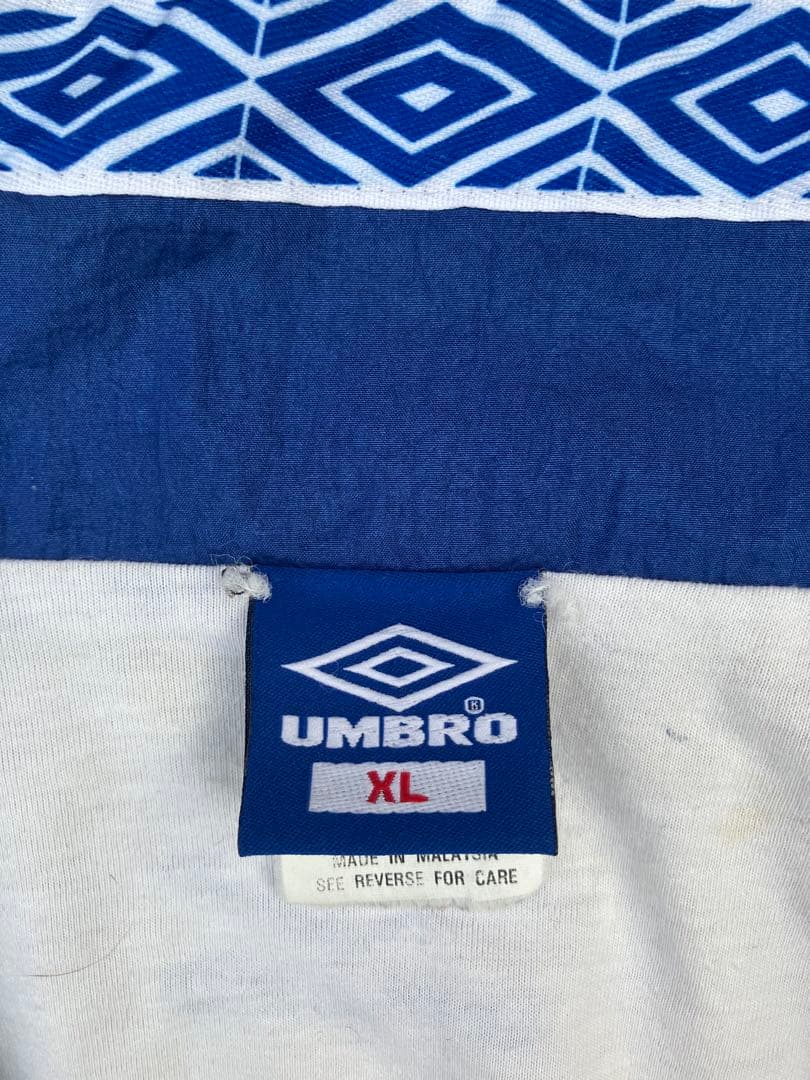 UMBRO®
XL
MADE IN MALAYSIA
SEE REVERSE FOR CARE